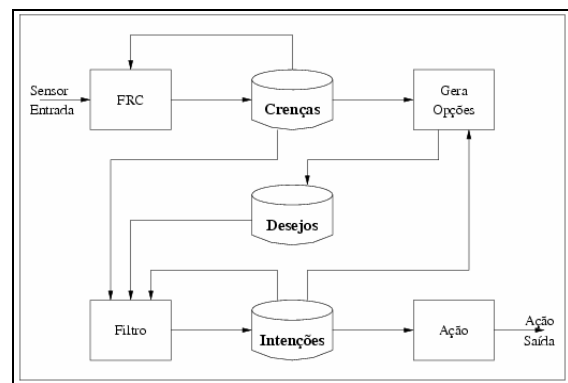 Sensor
Entrada
FRC
Crenças
Gera
Opções
Desejos
Filtro
Intenções
Ação
Ação
Saída